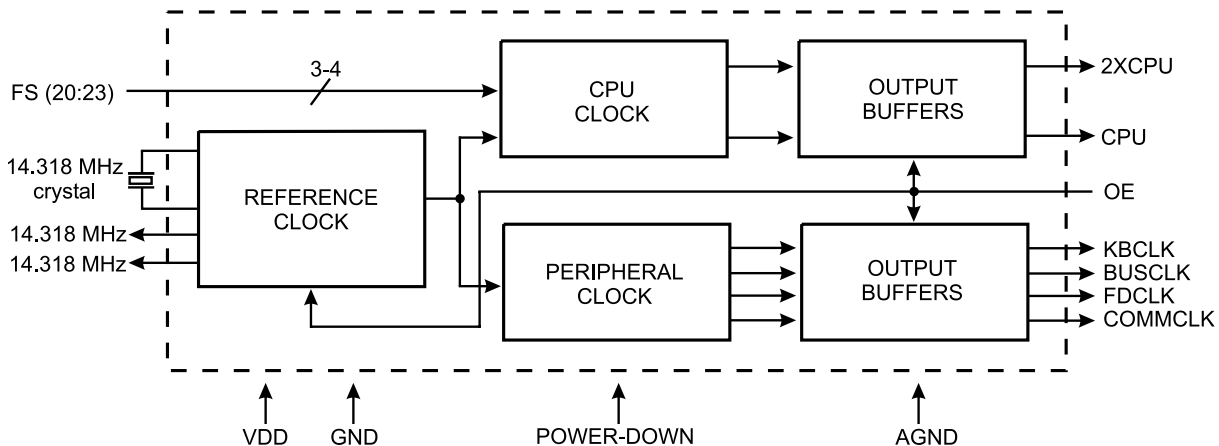 3-4
FS (20:23)
CPU
CLOCK
OUTPUT
BUFFERS
2XCPU
CPU
14.318 MHz
crystal
REFERENCE
CLOCK
OE
14.318 MHz
14.318 MHz
PERIPHERAL
CLOCK
OUTPUT
BUFFERS
KBCLK
BUSCLK
FDCLK
COMMCLK
VDD
GND
POWER-DOWN
AGND